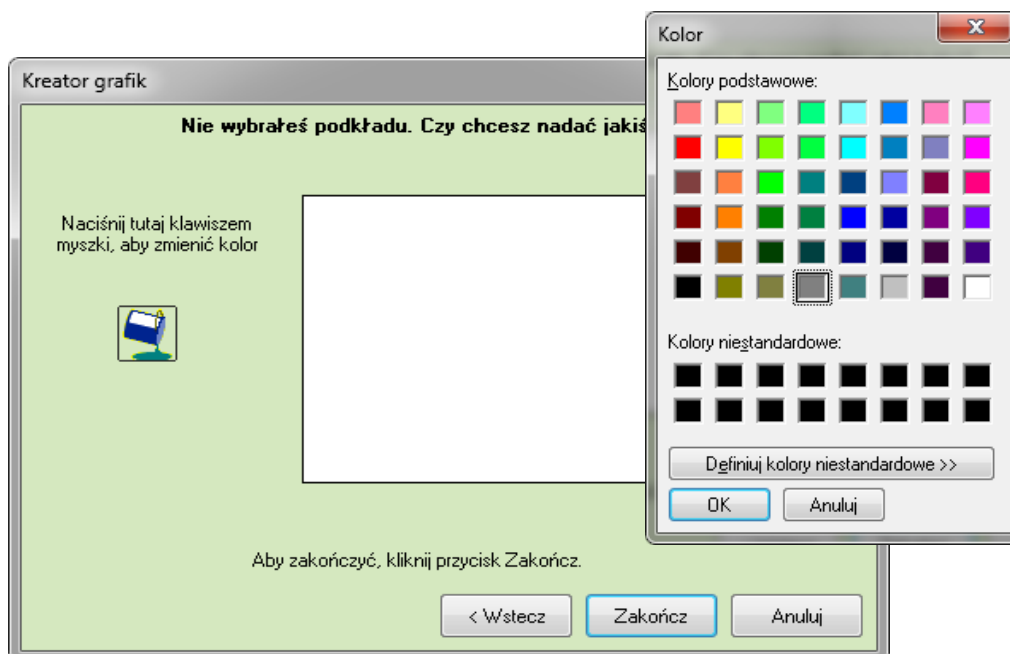 Kolor
Kreator grafik
Kolory podstawowe:
Nie wybrałeś podkładu. Czy chcesz nadać jakiś
Naciśnij tutaj klawiszem
myszki, aby zmienić kolor
Kolory niestandardowe:
Definiuj kolory niestandardowe >>
OK
Anuluj
Aby zakończyć, kliknij przycisk Zakończ.
< Wstecz
Zakończ
Anuluj